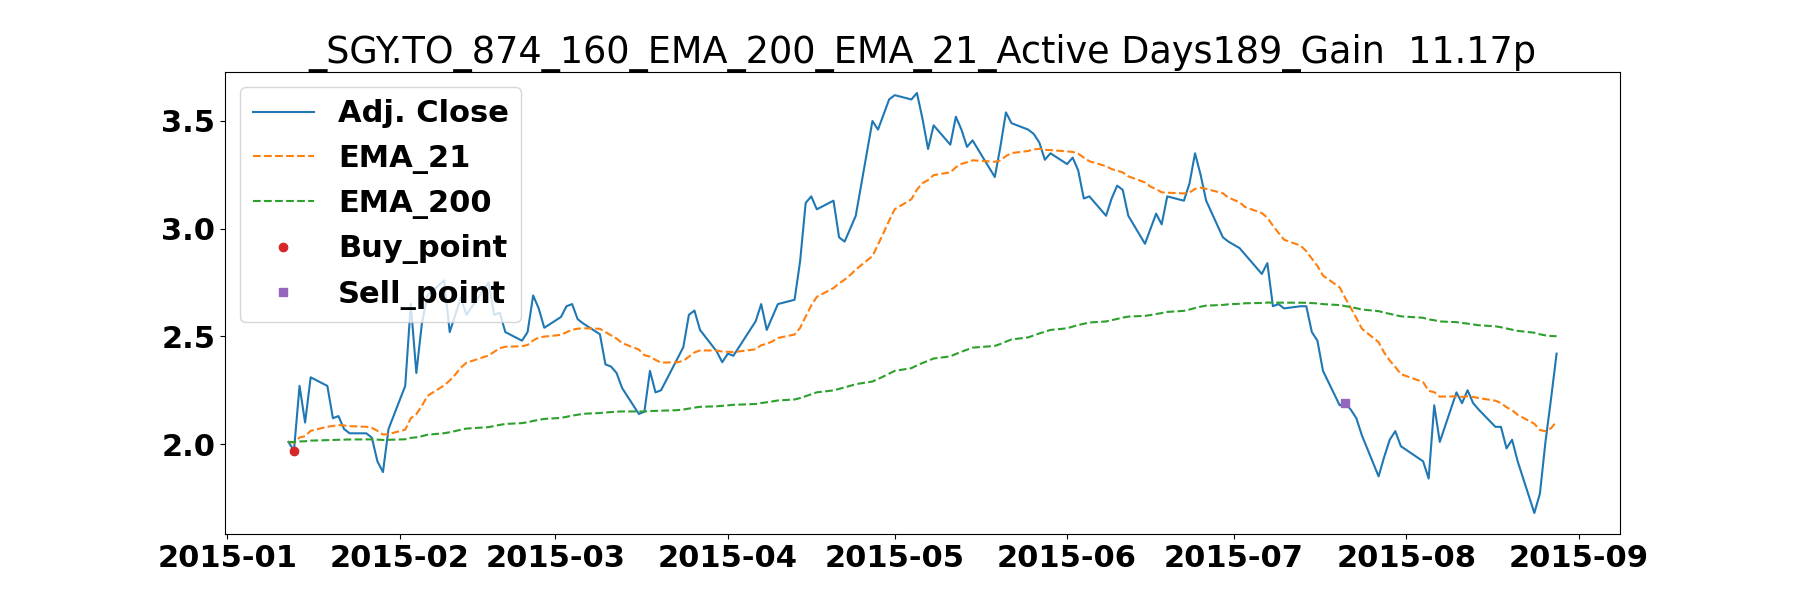 _SGY.TO_874_160_EMA_200_EMA_21_Active Days189_Gain  11.17p
Adj. Close
EMA_21
EMA_200
Buy_point
Sell_point
3.5
3.0
2.5
2.0
2015-01 2015-02 2015-03 2015-04 2015-05 2015-06 2015-07 2015-08 2015-09